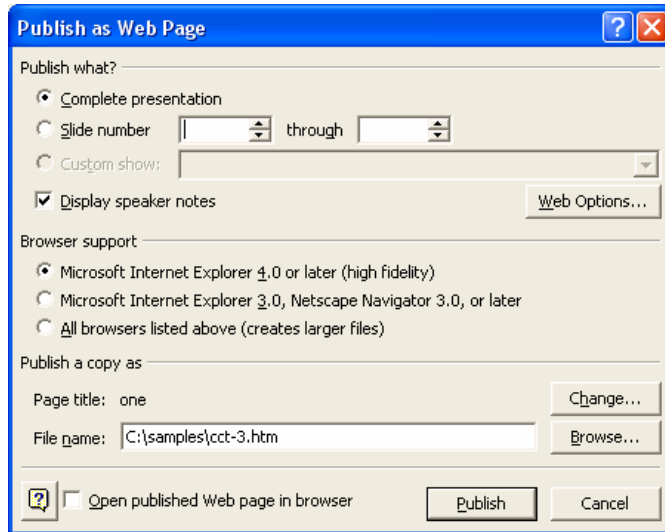 Publish as Web Page
Publish what?
Complete presentation
Slide number through
Custom show:
Display speaker notes Web Options...
Browser support
Microsoft Internet Explorer 4.0 or later (high fidelity)
Microsoft Internet Explorer 3.0, Netscape Navigator 3.0, or later
All browsers listed above (creates larger files)
Publish a copy as
Page title: one Change...
File name: C:\samples\cct-3.htm Browse...
Open published Web page in browser Publish Cancel